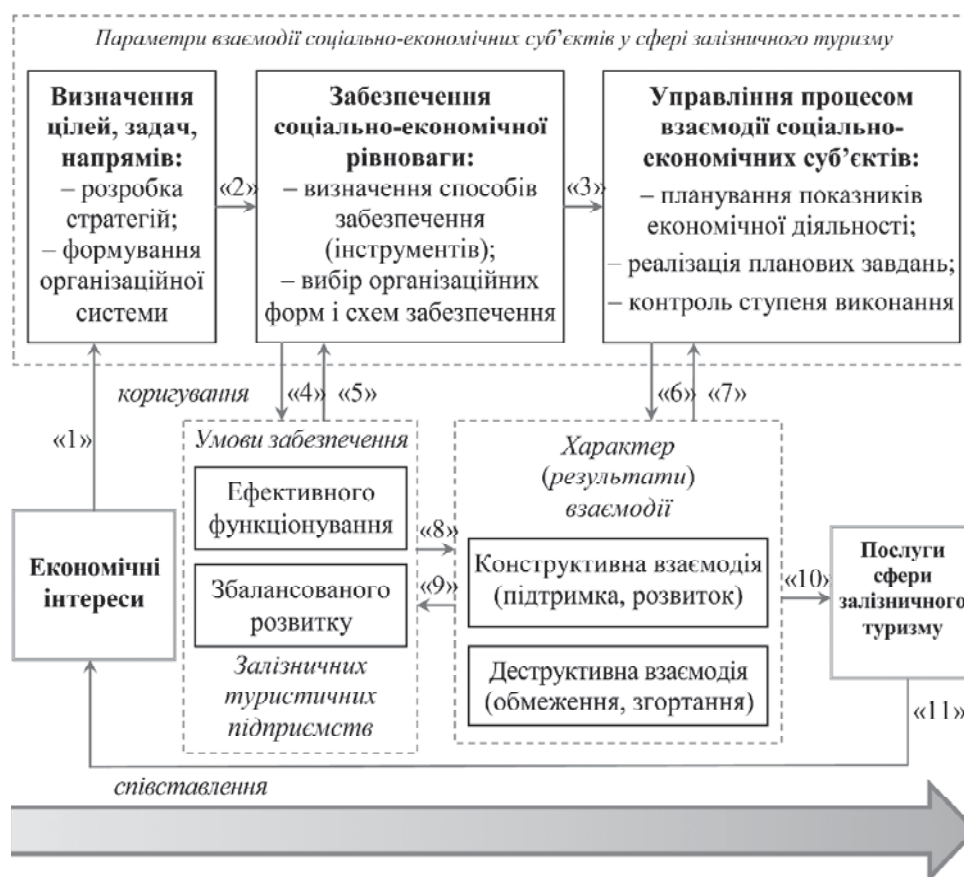 Параметри взаємодії соціально-економічних суб’єктів у сфері залізничного туризму
Визначення
цілей, задач,
напрямів:
– розробка
стратегій;
– формування
організаційної
системи
«2»
Забезпечення
соціально-економічної
рівноваги:
– визначення способів
забезпечення
(інструментів);
– вибір організаційних
форм і схем забезпечення
«3»
Управління процесом
взаємодії соціально-
економічних суб’єктів:
– планування показників
економічної діяльності;
– реалізація планових завдань;
– контроль ступеня виконання
коригування
«4»
«5»
«6»
«7»
«1»
Економічні
інтереси
Умови забезпечення
Ефективного
функціонування
Збалансованого
розвитку
Залізничних
туристичних
підприємств
«8»
«9»
Характер
(результати)
взаємодії
Конструктивна взаємодія
(підтримка, розвиток)
Деструктивна взаємодія
(обмеження, згортання)
«10»
Послуги
сфери
залізничного
туризму
«11»
співставлення